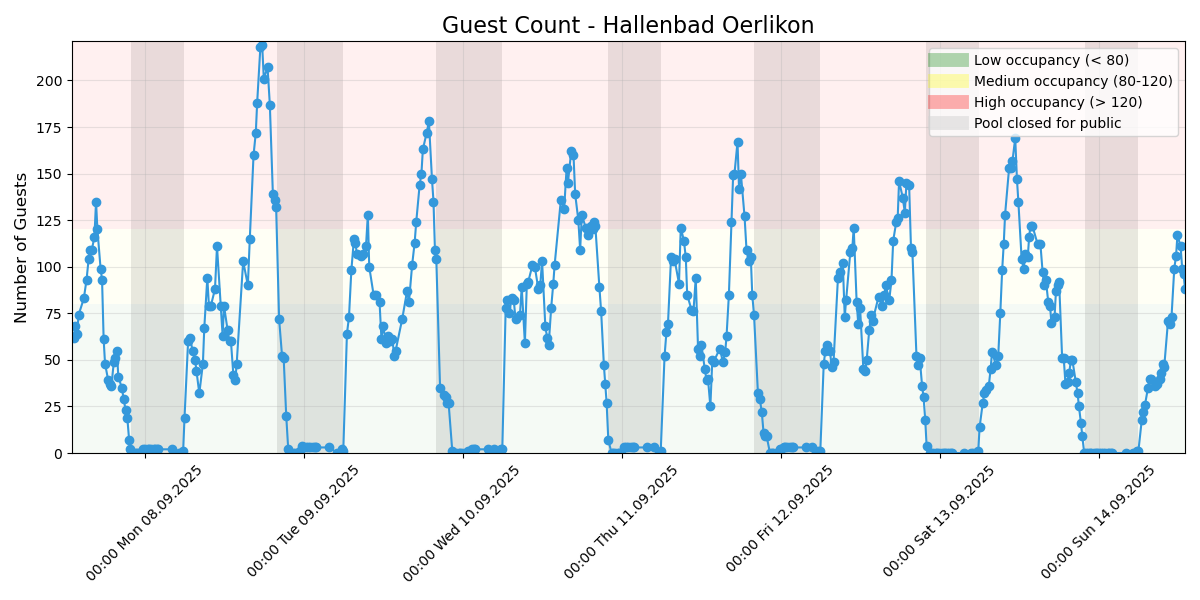 Guest Count - Hallenbad Oerlikon
Number of Guests
200
175
150
125
100
75
50
25
0
Low occupancy (< 80)
Medium occupancy (80-120)
High occupancy (> 120)
Pool closed for public
00:00 Mon 08.09.2025
00:00 Tue 09.09.2025
00:00 Wed 10.09.2025
00:00 Thu 11.09.2025
00:00 Fri 12.09.2025
00:00 Sat 13.09.2025
00:00 Sun 14.09.2025